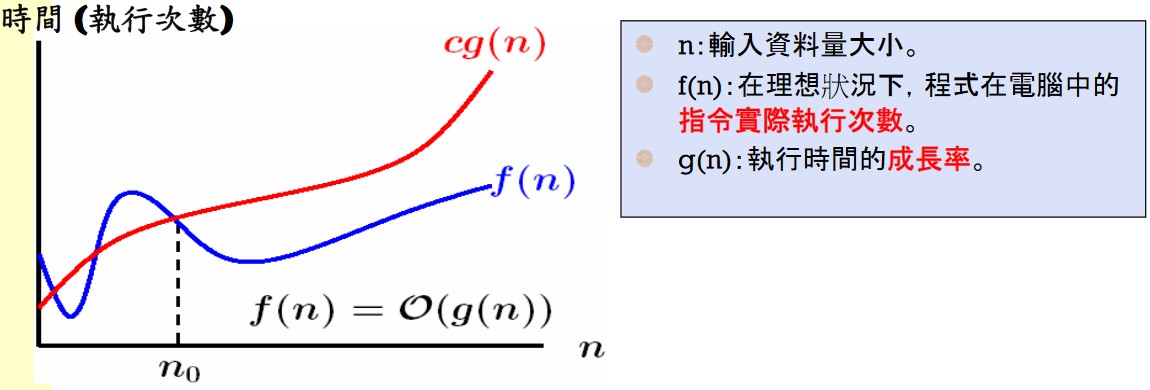 時間 (執行次數)
cg(n)
f(n)
f(n) = O(g(n))
n
n0
n：輸入資料量大小。
f(n)：在理想狀況下，程式在電腦中的
指令實際執行次數。
g(n)：執行時間的成長率。